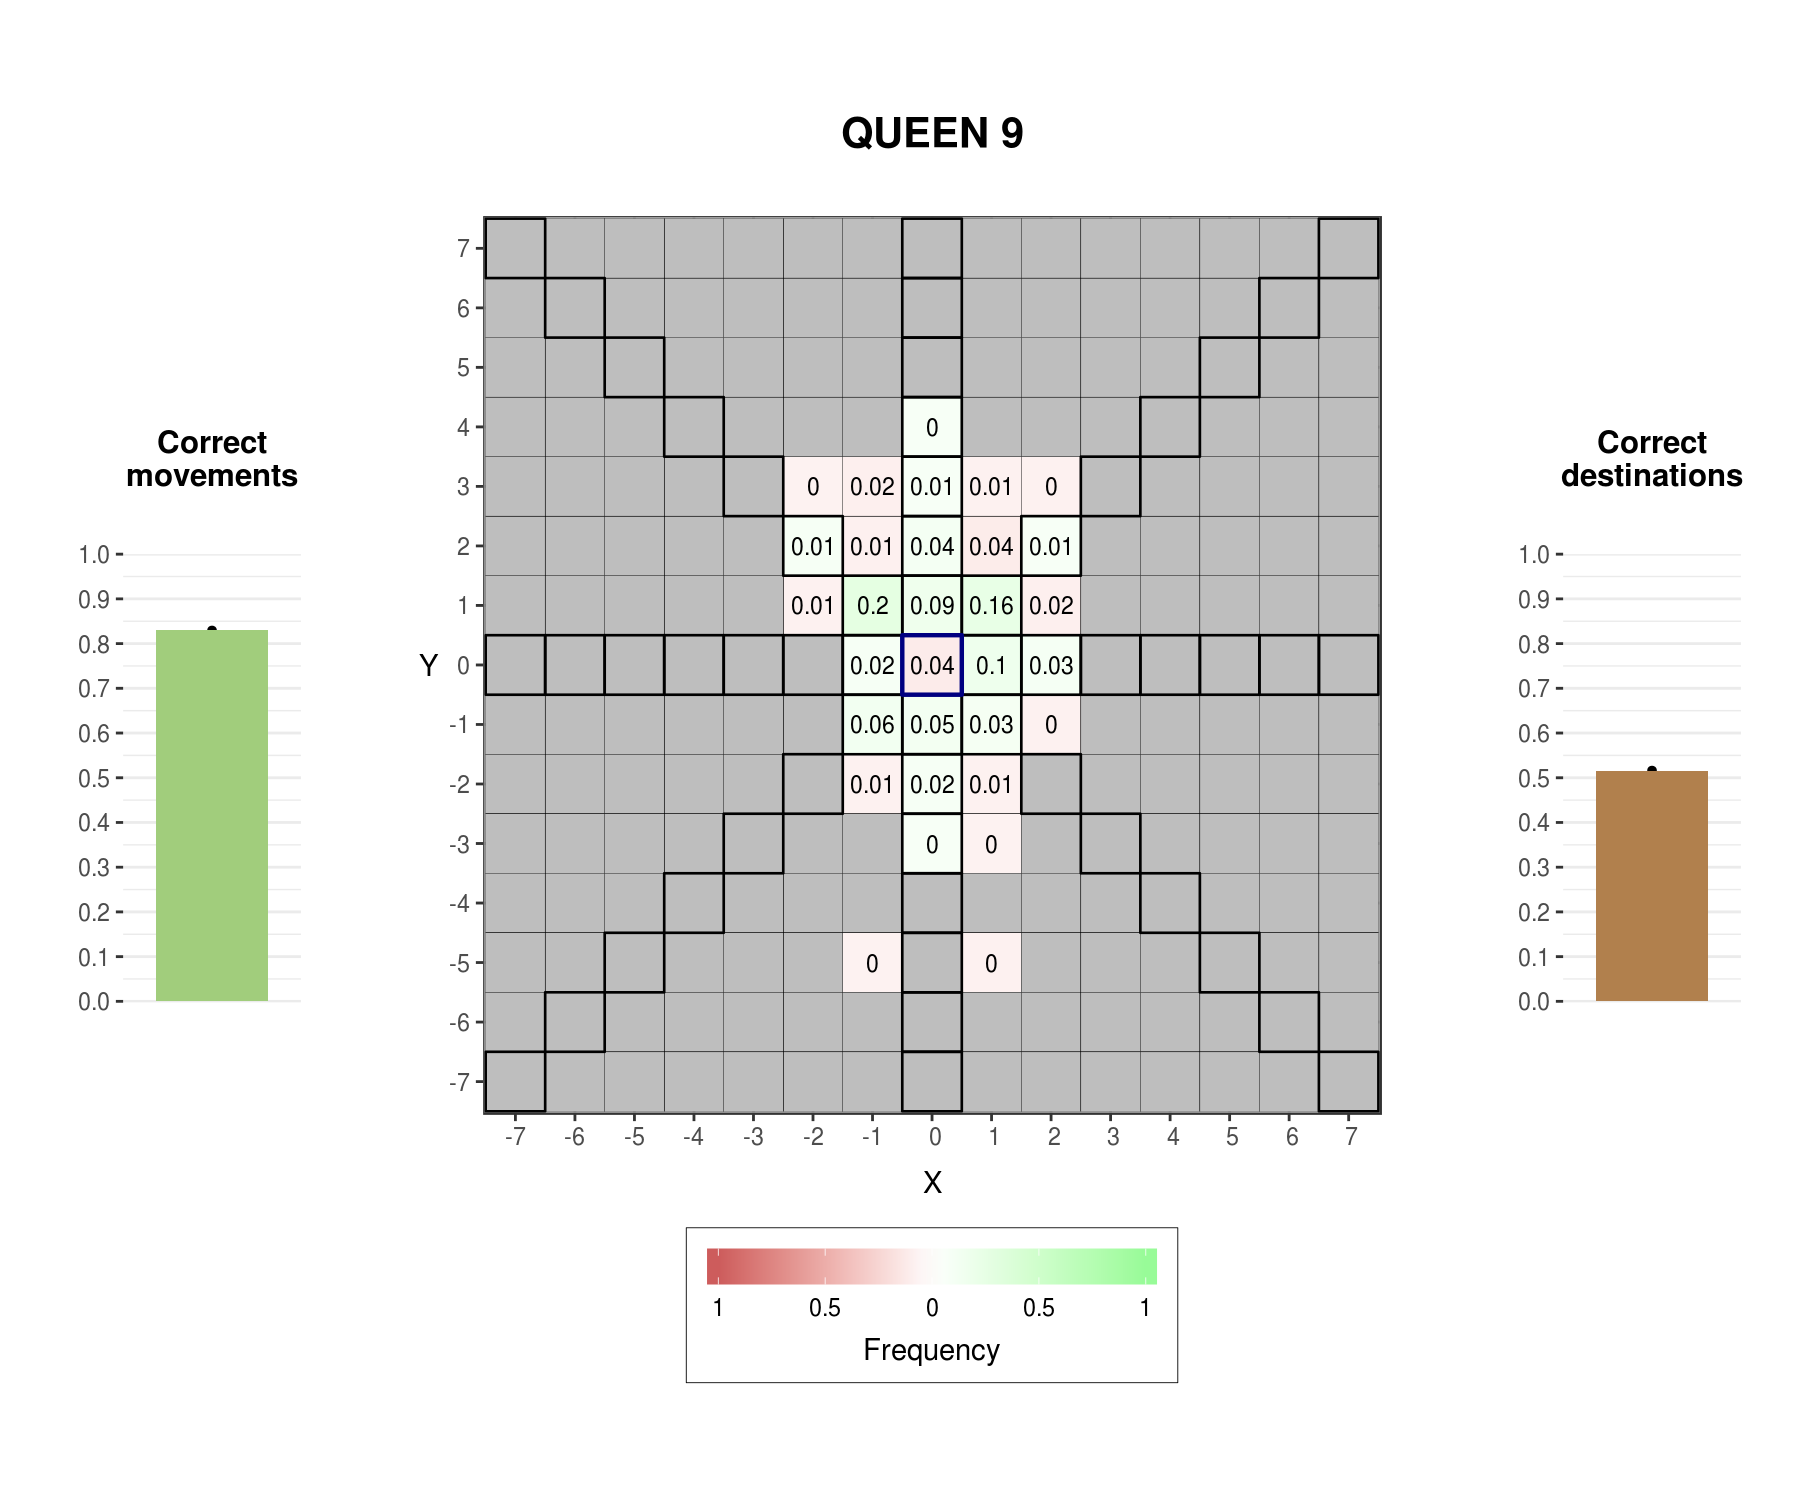 QUEEN 9
Correct
movements
1.0
0.9
0.8
0.7
0.6
0.5
0.4
0.3
0.2
0.1
0.0
Y
7
6
5
4 0
3 0 0.02 0.01 0.01 0
2 0.01 0.01 0.04 0.04 0.01
1 0.01 0.2 0.09 0.16 0.02
0 0.02 0.04 0.1 0.03
-1 0.06 0.05 0.03 0
-2 0.01 0.02 0.01
-3 0 0
-4
-5 0 0
-6
-7
-7 -6 -5 -4 -3 -2 -1 0 1 2 3 4 5 6 7
X
1 0.5 0 0.5 1
Frequency
Correct
destinations
1.0
0.9
0.8
0.7
0.6
0.5
0.4
0.3
0.2
0.1
0.0